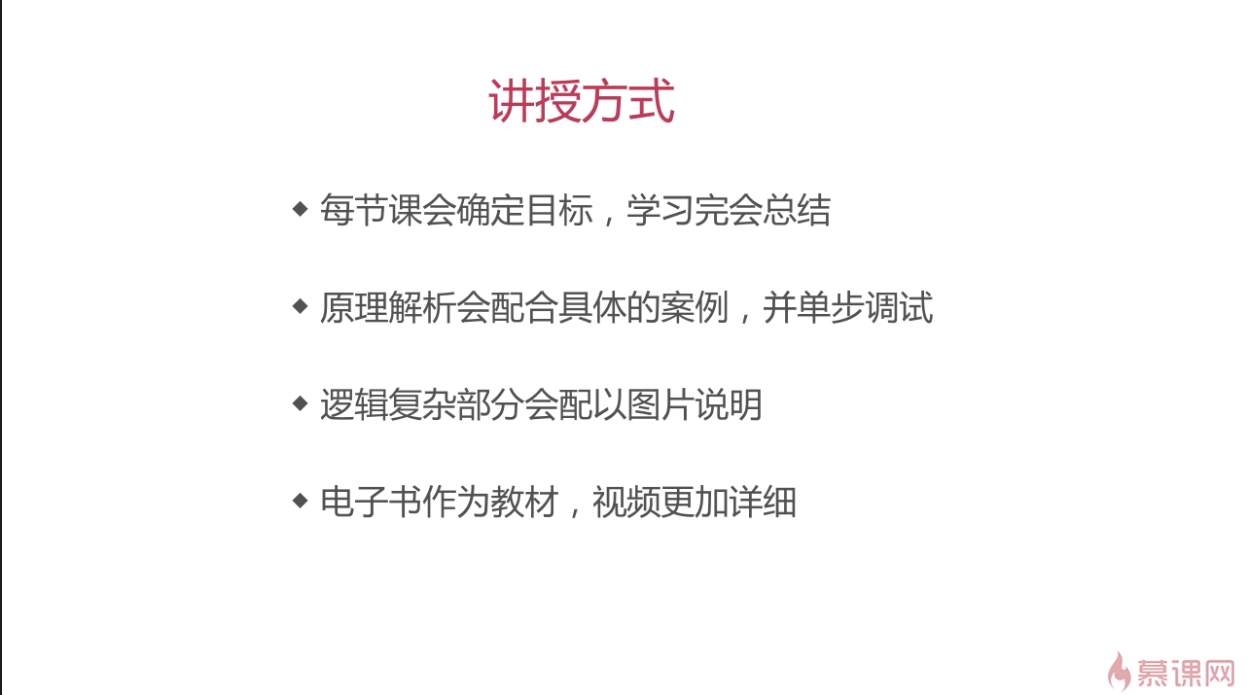 讲授方式
◆ 每节课会确定目标，学习完会总结
◆ 原理解析会配合具体的案例，并单步调试
◆ 逻辑复杂部分会配以图片说明
◆ 电子书作为教材，视频更加详细
慕课网